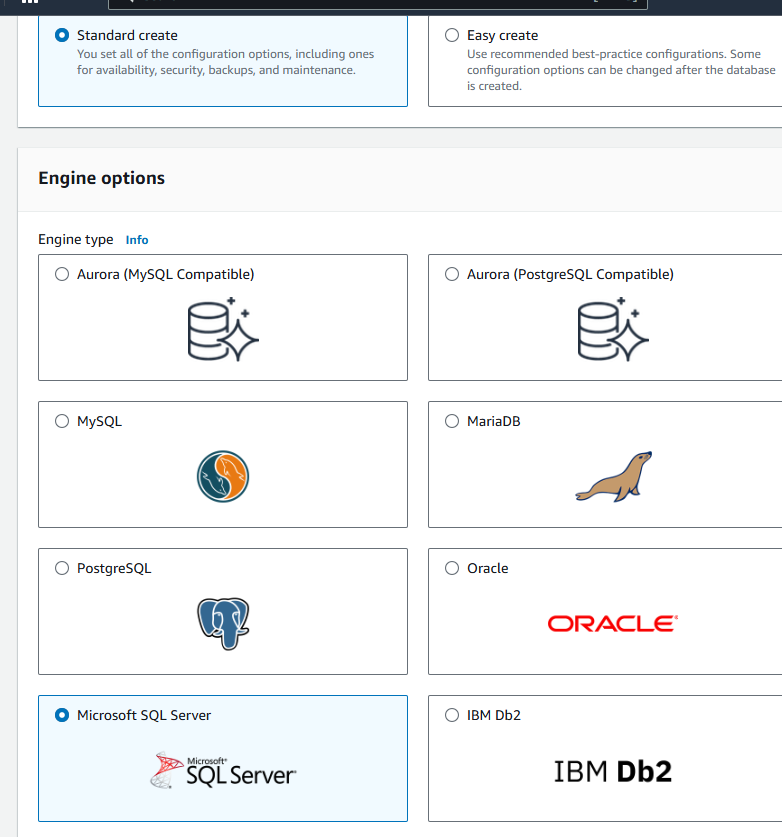 Standard create
You set all of the configuration options, including ones
for availability, security, backups, and maintenance.
Easy create
Use recommended best-practice configurations. Some
configuration options can be changed after the database
is created.
Engine options
Engine type Info
Aurora (MySQL Compatible)
Aurora (PostgreSQL Compatible)
MySQL
MariaDB
PostgreSQL
Oracle
ORACLE
Microsoft SQL Server
Microsoft
SQL Server
IBM Db2
IBM Db2